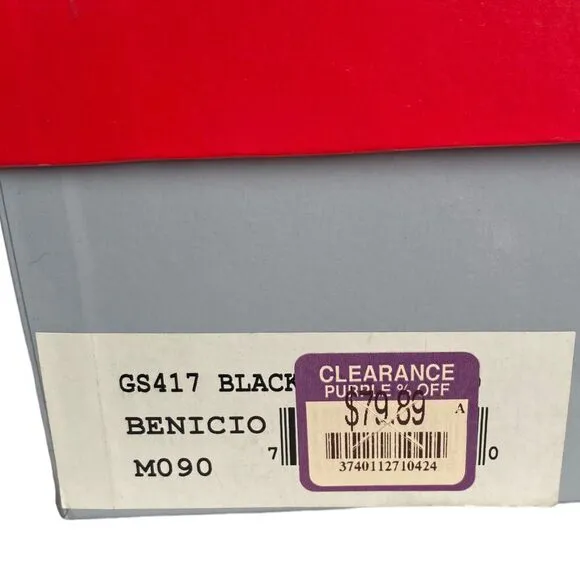 GS417 BLACK
BENICIO
M090
7 0
CLEARANCE
PURPLE % OFF
$79.89 A
3740112710424